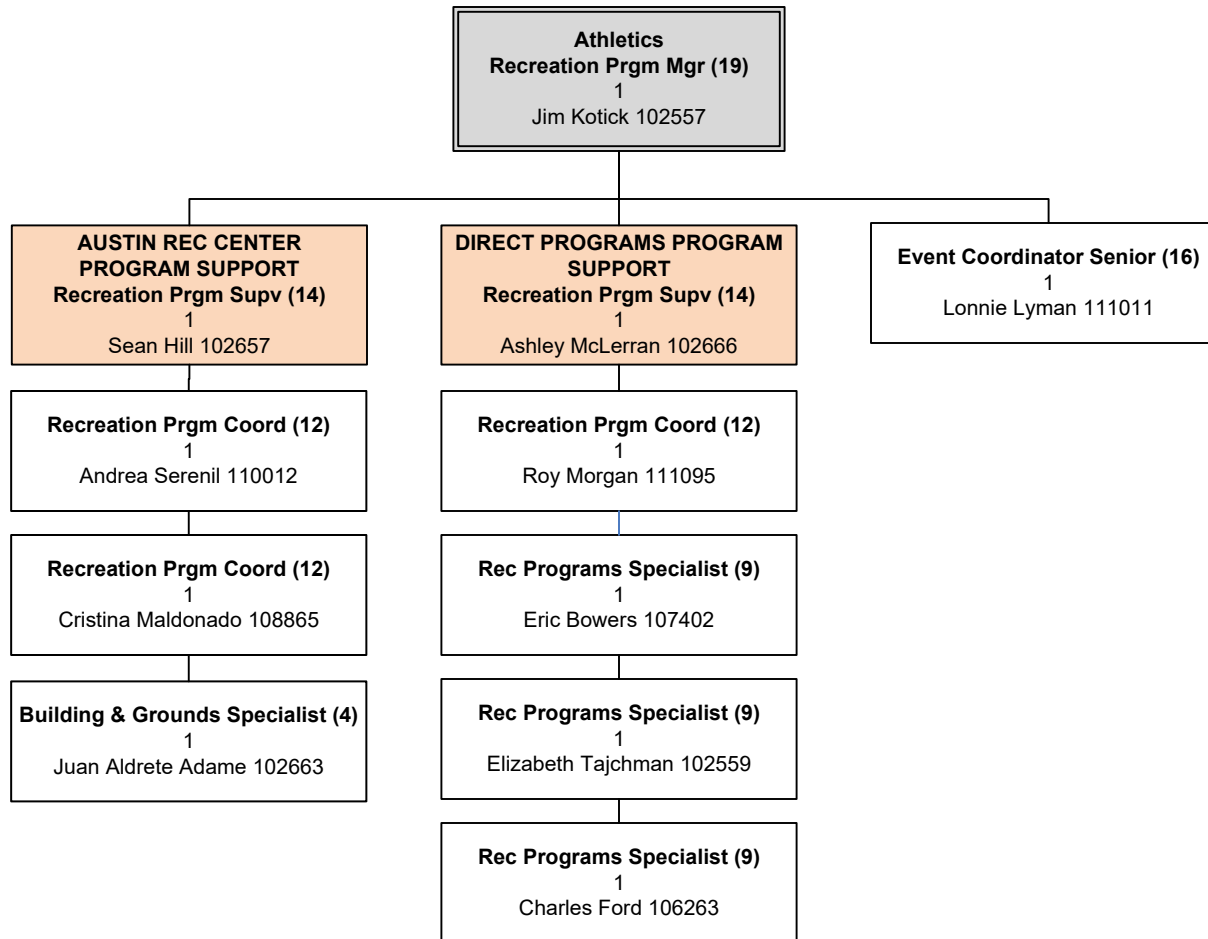 Athletics
Recreation Prgm Mgr (19)
1
Jim Kotick 102557
AUSTIN REC CENTER
PROGRAM SUPPORT
Recreation Prgm Supv (14)
1
Sean Hill 102657
DIRECT PROGRAMS PROGRAM
SUPPORT
Recreation Prgm Supv (14)
1
Ashley McLerran 102666
Event Coordinator Senior (16)
1
Lonnie Lyman 111011
Recreation Prgm Coord (12)
1
Andrea Serenil 110012
Recreation Prgm Coord (12)
1
Cristina Maldonado 108865
Building & Grounds Specialist (4)
1
Juan Aldrete Adame 102663
Recreation Prgm Coord (12)
1
Roy Morgan 111095
Rec Programs Specialist (9)
1
Eric Bowers 107402
Rec Programs Specialist (9)
1
Elizabeth Tajchman 102559
Rec Programs Specialist (9)
1
Charles Ford 106263